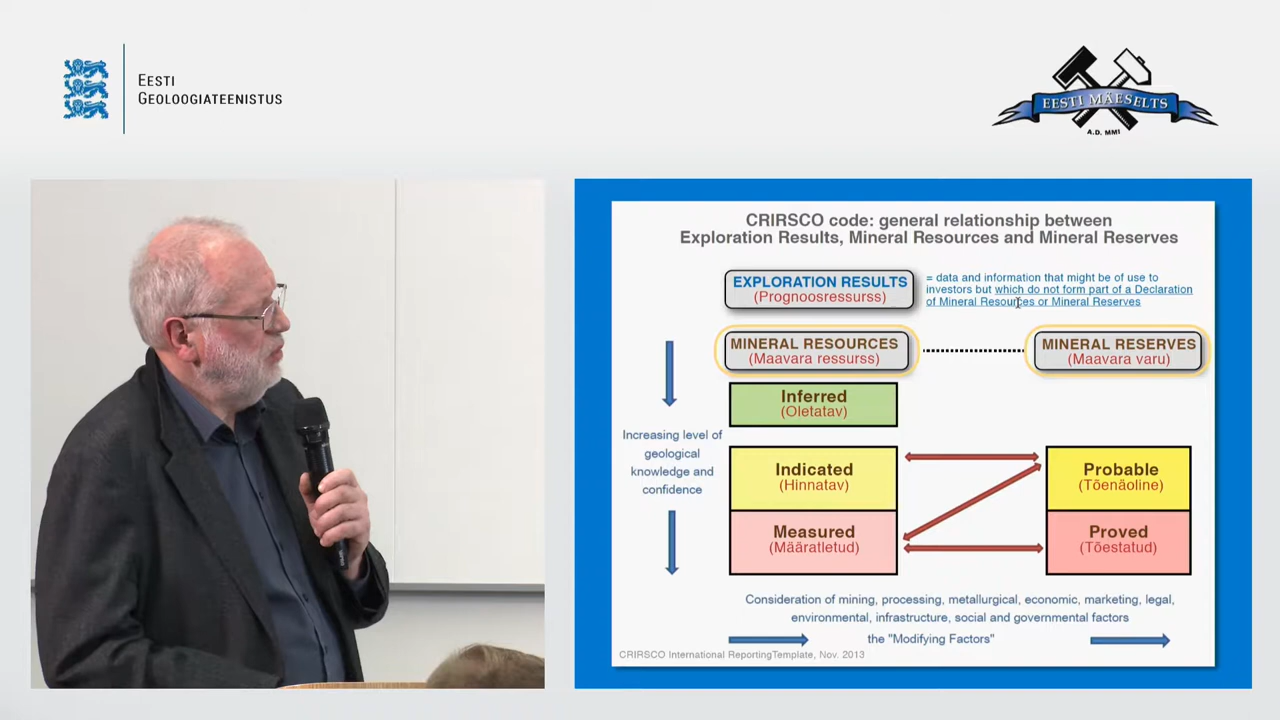 EESTI
GEOLOOGIATEENISTUS
EESTI MÄESELTS
A.D. MMI
CRIRSCO code: general relationship between
Exploration Results, Mineral Resources and Mineral Reserves
EXPLORATION RESULTS
(Prognoosressurss)
= data and information that might be of use to
investors but which do not form part of a Declaration
of Mineral Resources or Mineral Reserves
MINERAL RESOURCES
(Maavara ressurss)
MINERAL RESERVES
(Maavara varu)
Inferred
(Oletatav)
Increasing level of
geological
knowledge and
confidence
Indicated
(Hinnatav)
Probable
(Tõenäoline)
Measured
(Määratletud)
Proved
(Tõestatud)
Consideration of mining, processing, metallurgical, economic, marketing, legal,
environmental, infrastructure, social and governmental factors
the "Modifying Factors"
CRIRSCO International ReportingTemplate, Nov. 2013